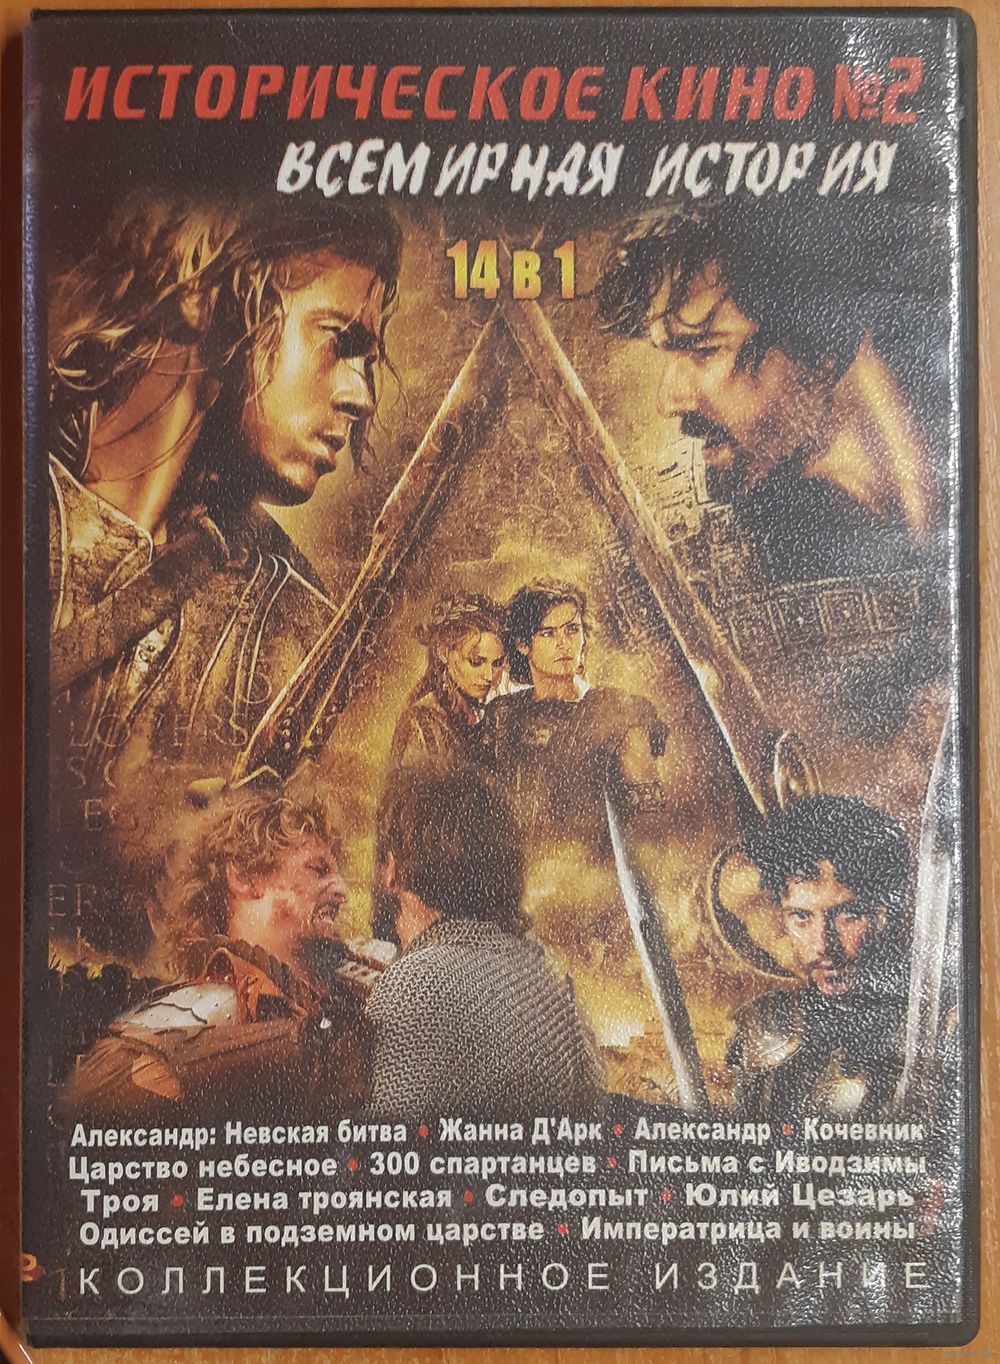 ИСТОРИЧЕСКОЕ КИНО №2
ВСЕМИРНАЯ ИСТОРИЯ
14 В 1
Александр: Невская битва • Жанна Д'Арк • Александр • Кочевник
Царство небесное • 300 спартанцев • Письма с Иводзимы
Троя • Елена троянская • Следопыт • Юлий Цезарь
Одиссей в подземном царстве • Императрица и воины
КОЛЛЕКЦИОННОЕ ИЗДАНИЕ